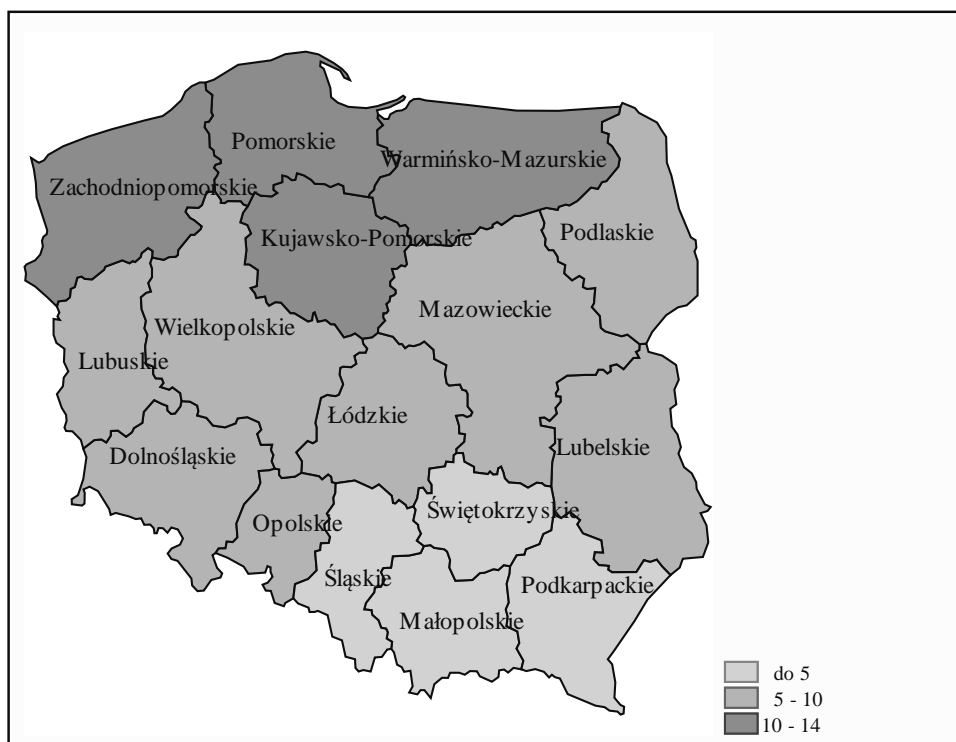 Pomorskie
Warmińsko-Mazurskie
Zachodniopomorskie
Podlaskie
Kujawsko-Pomorskie
Mazowieckie
Wielkopolskie
Lubuskie
Łódzkie
Lubelskie
Dolnośląskie
Świętokrzyskie
Opolskie
Śląskie
Podkarpackie
Małopolskie
do 5
5 - 10
10 - 14